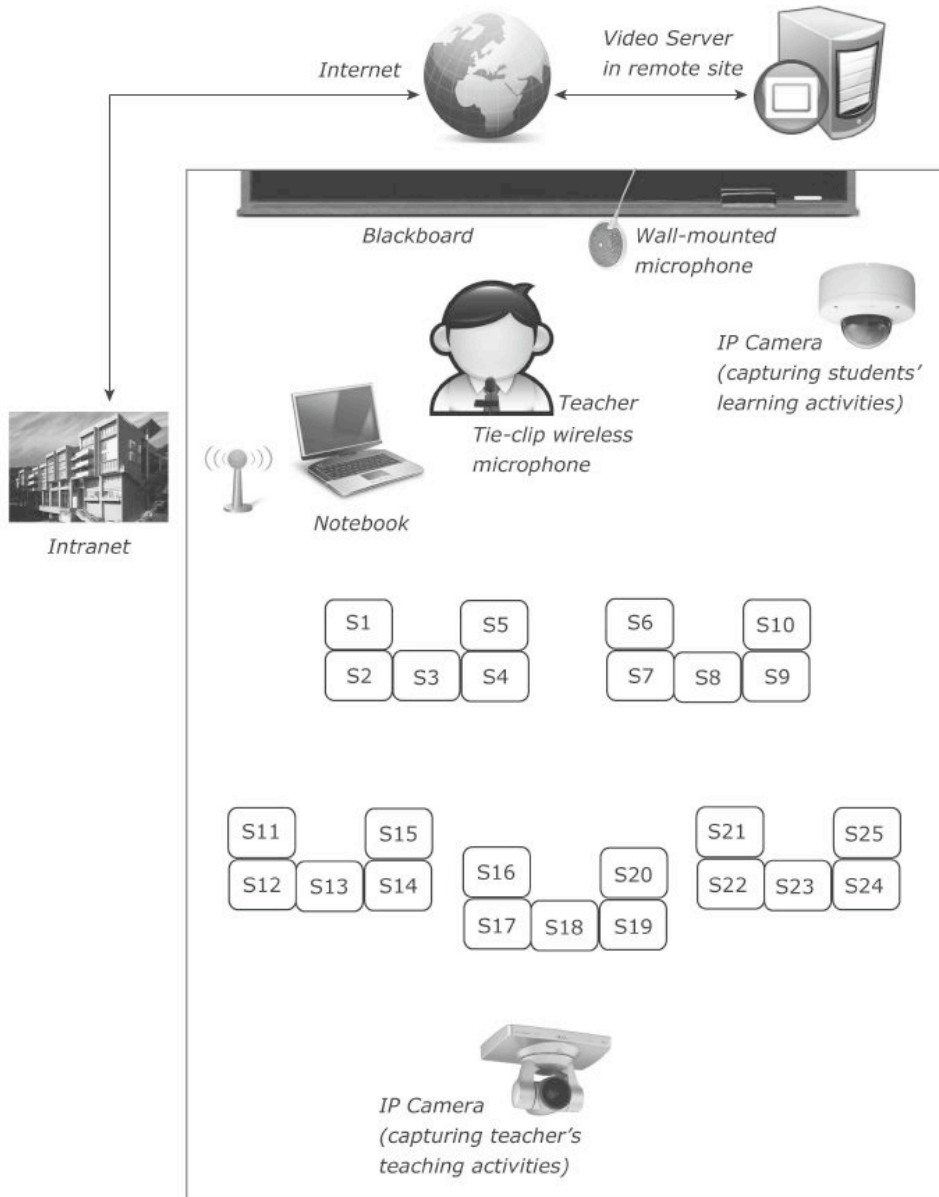 Internet
Video Server
in remote site
Blackboard
Wall-mounted
microphone
IP Camera
(capturing students'
learning activities)
Teacher
Tie-clip wireless
microphone
Notebook
Intranet
S1
S5
S6
S10
S2
S3
S4
S7
S8
S9
S11
S15
S21
S25
S12
S13
S14
S16
S20
S22
S23
S24
S17
S18
S19
IP Camera
(capturing teacher's
teaching activities)